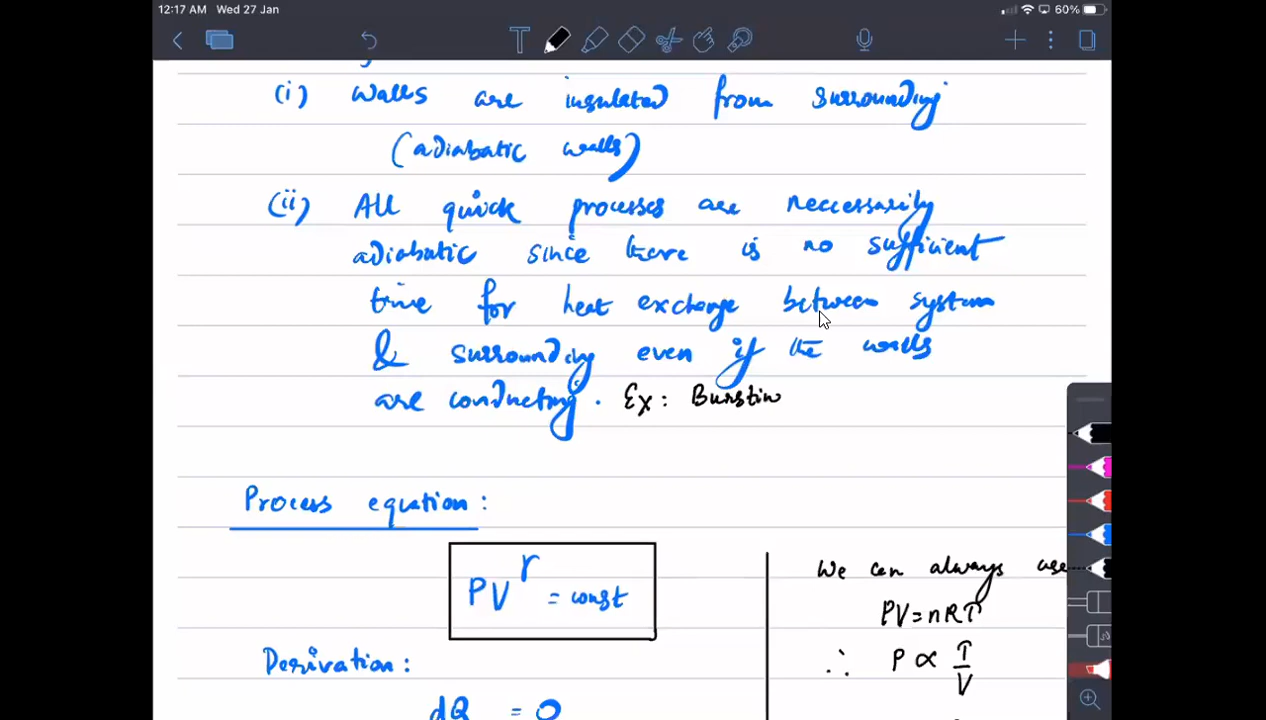 12:17 AM Wed 27 Jan
60%
(i) walls are insulated from surrounding
(adiabatic walls)
(ii) All quick processes are neccessarily
adiabatic since there is no sufficient
time for heat exchange between system
& surrounding even if the walls
are conducting. Ex: Burstin
Process equation:
PV^γ = const
Derivation:
dQ = 0
We can always use
PV = nRT
∴ P ∝ T/V